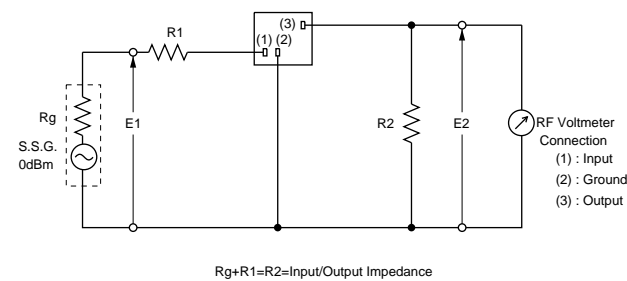 (3)
R1
(1) (2)
Rg
E1
R2
E2
RF Voltmeter
S.S.G.
0dBm
Connection
(1) : Input
(2) : Ground
(3) : Output
Rg+R1=R2=Input/Output Impedance